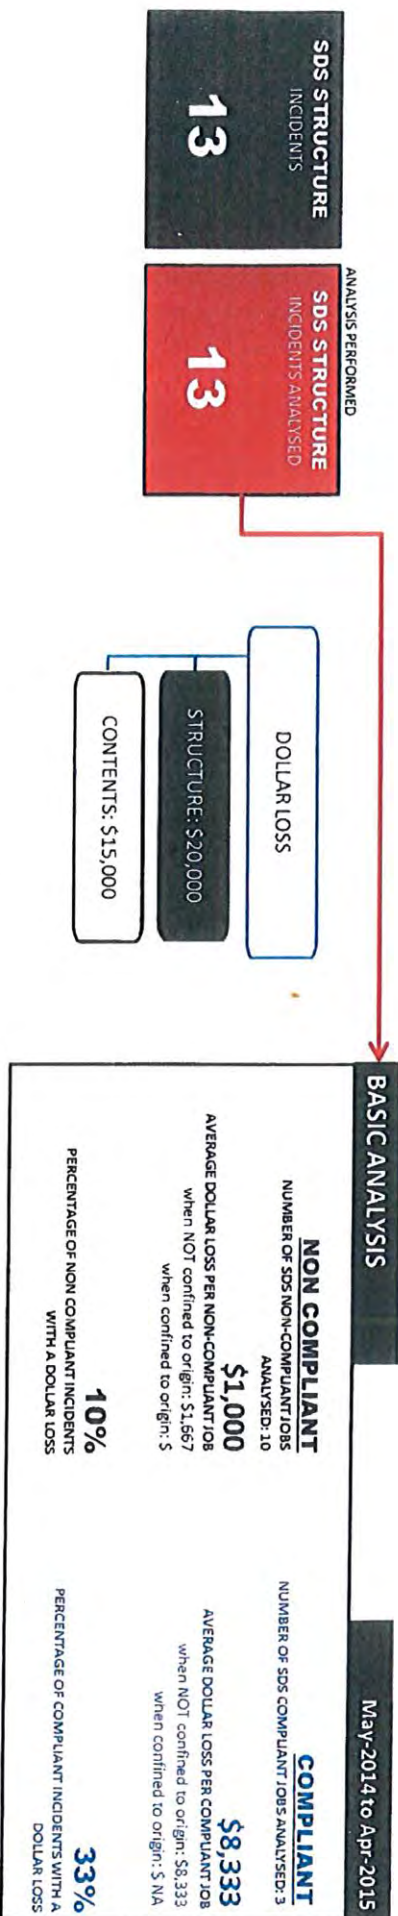 SDS STRUCTURE
INCIDENTS
13
ANALYSIS PERFORMED
SDS STRUCTURE
INCIDENTS ANALYSED
13
DOLLAR LOSS
STRUCTURE: $20,000
CONTENTS: $15,000
BASIC ANALYSIS
May-2014 to Apr-2015
NON COMPLIANT
NUMBER OF SDS NON-COMPLIANT JOBS
ANALYSED: 10
$1,000
AVERAGE DOLLAR LOSS PER NON-COMPLIANT JOB
when NOT confined to origin: $1,667
when confined to origin: $
10%
PERCENTAGE OF NON COMPLIANT INCIDENTS
WITH A DOLLAR LOSS
COMPLIANT
NUMBER OF SDS COMPLIANT JOBS ANALYSED: 3
$8,333
AVERAGE DOLLAR LOSS PER COMPLIANT JOB
when NOT confined to origin: $8,333
when confined to origin: $ NA
33%
PERCENTAGE OF COMPLIANT INCIDENTS WITH A
DOLLAR LOSS